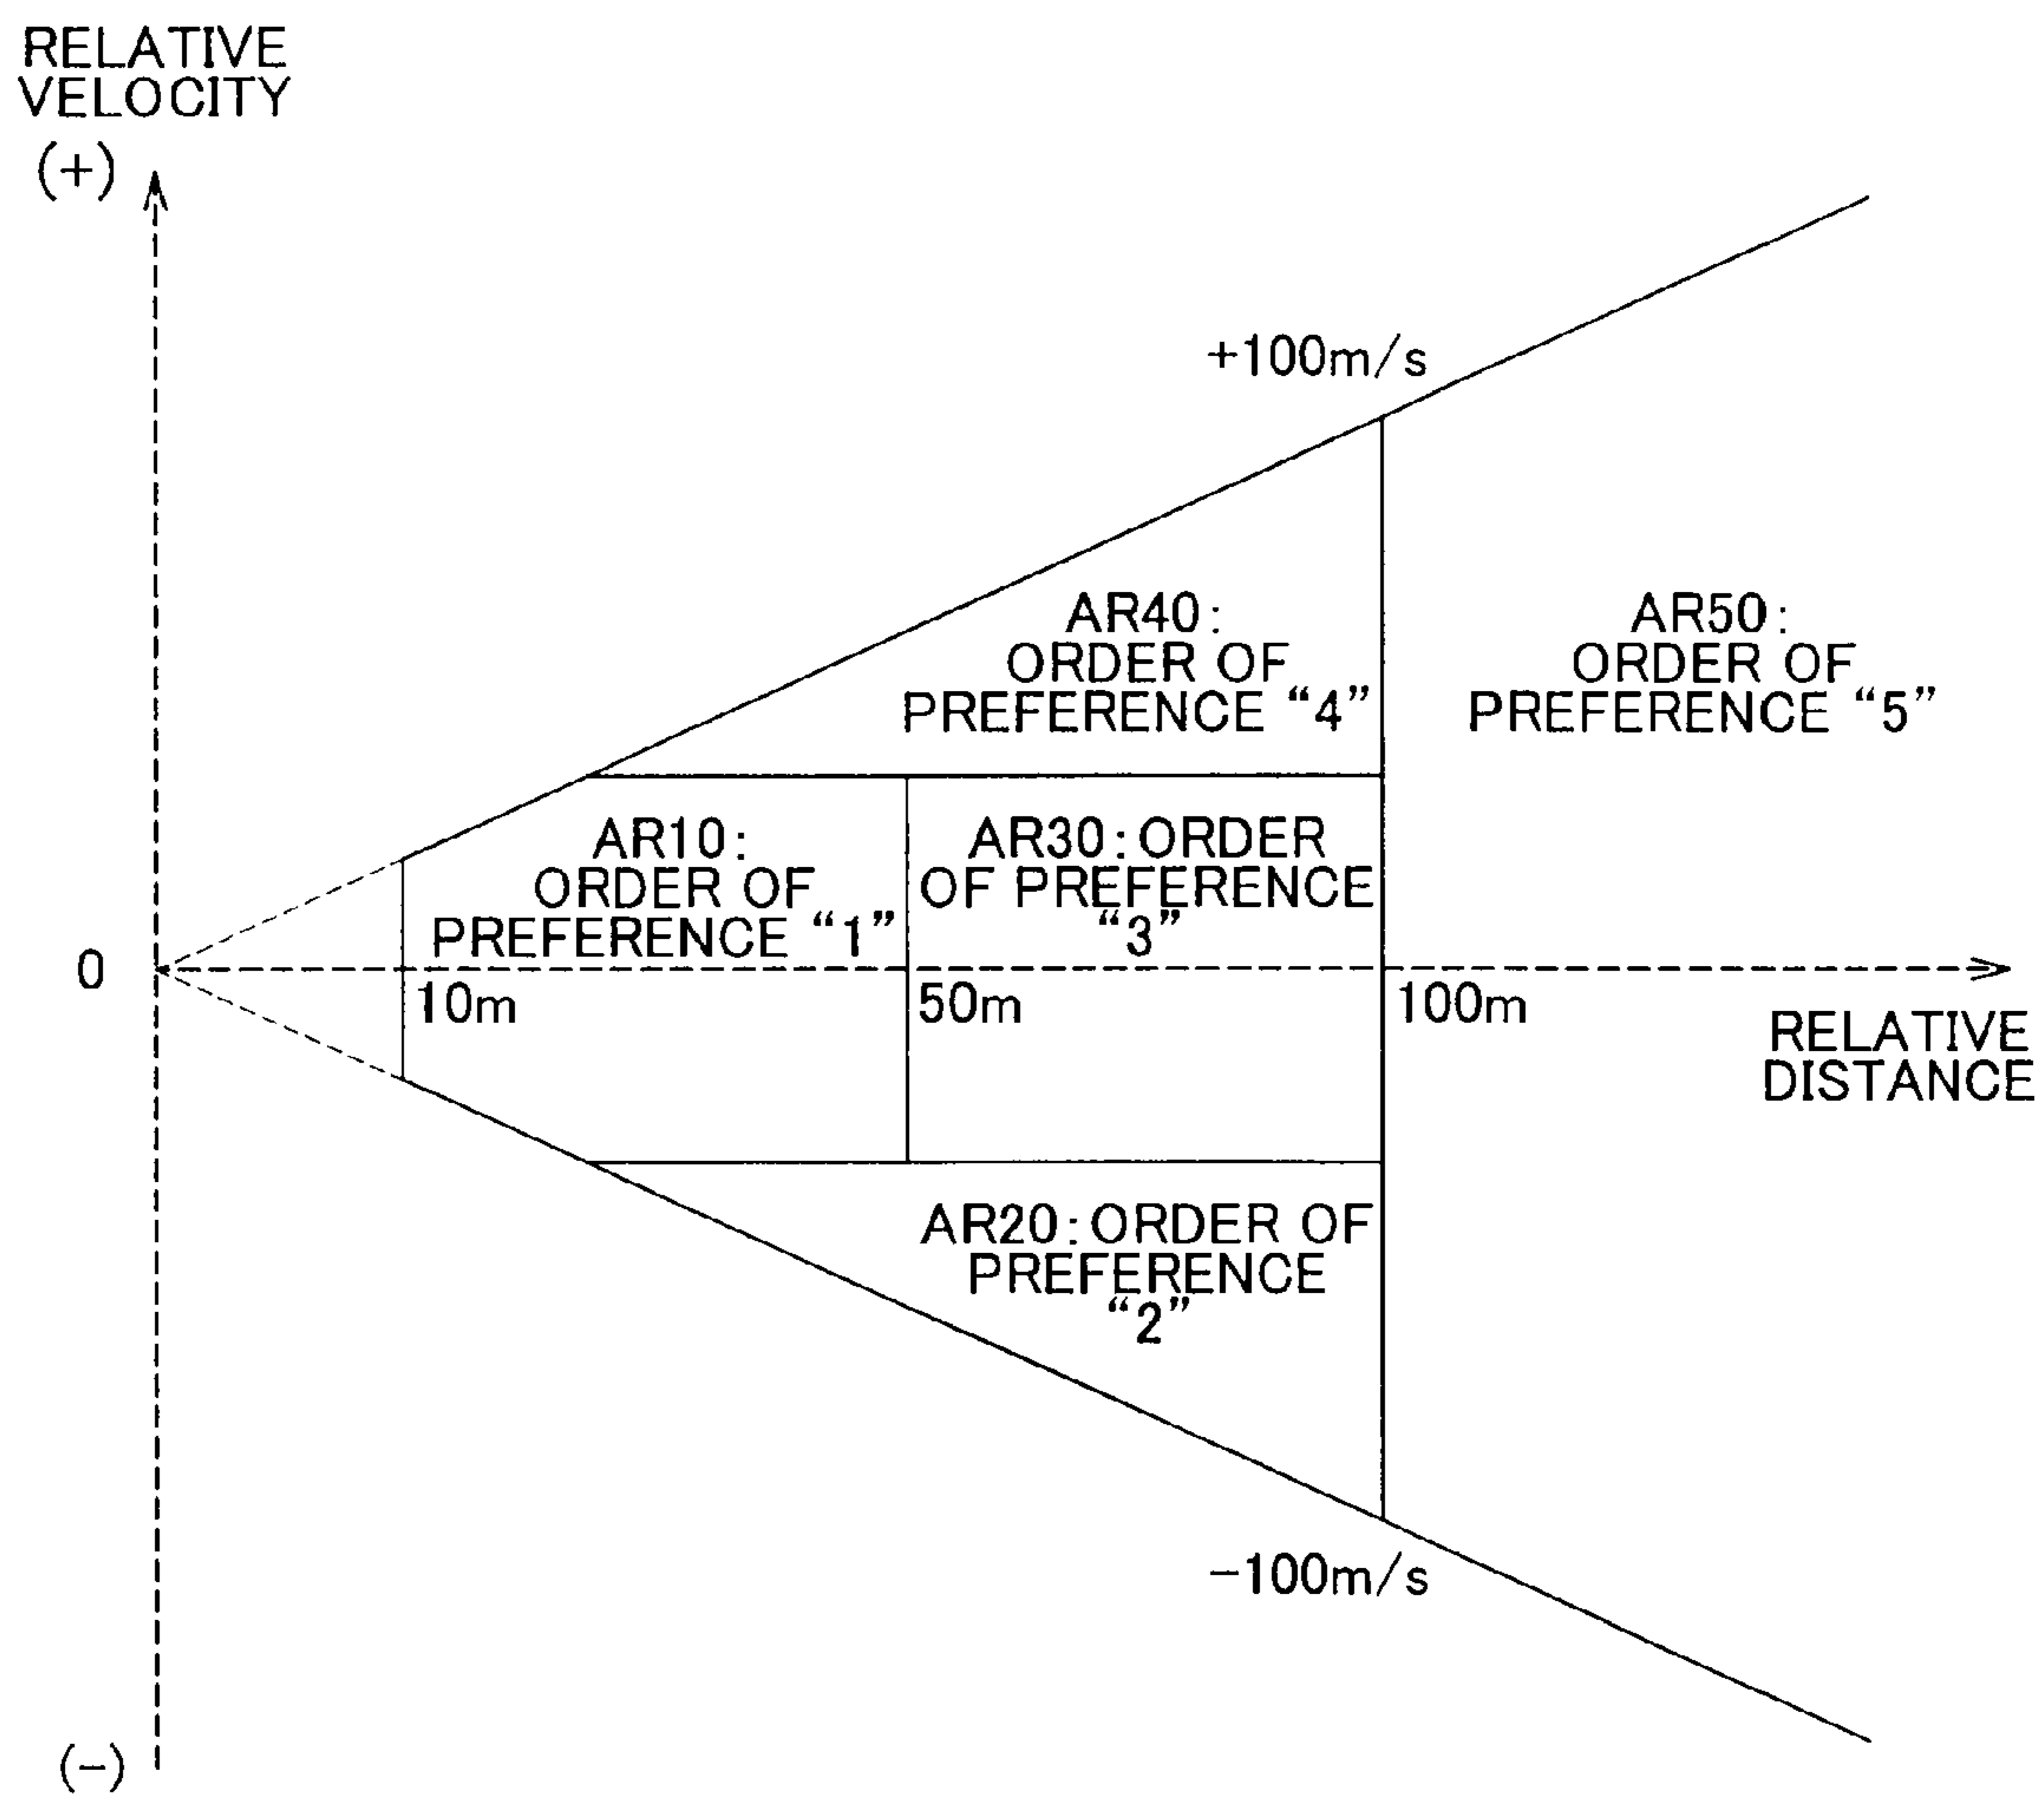 RELATIVE
VELOCITY
(+)
+100m/s
AR40:
ORDER OF
PREFERENCE “4”
AR50:
ORDER OF
PREFERENCE “5”
AR10:
ORDER OF
PREFERENCE “1”
AR30:ORDER
OF PREFERENCE
“3”
0
10m
50m
100m
RELATIVE
DISTANCE
AR20:ORDER OF
PREFERENCE
“2”
−100m/s
(−)